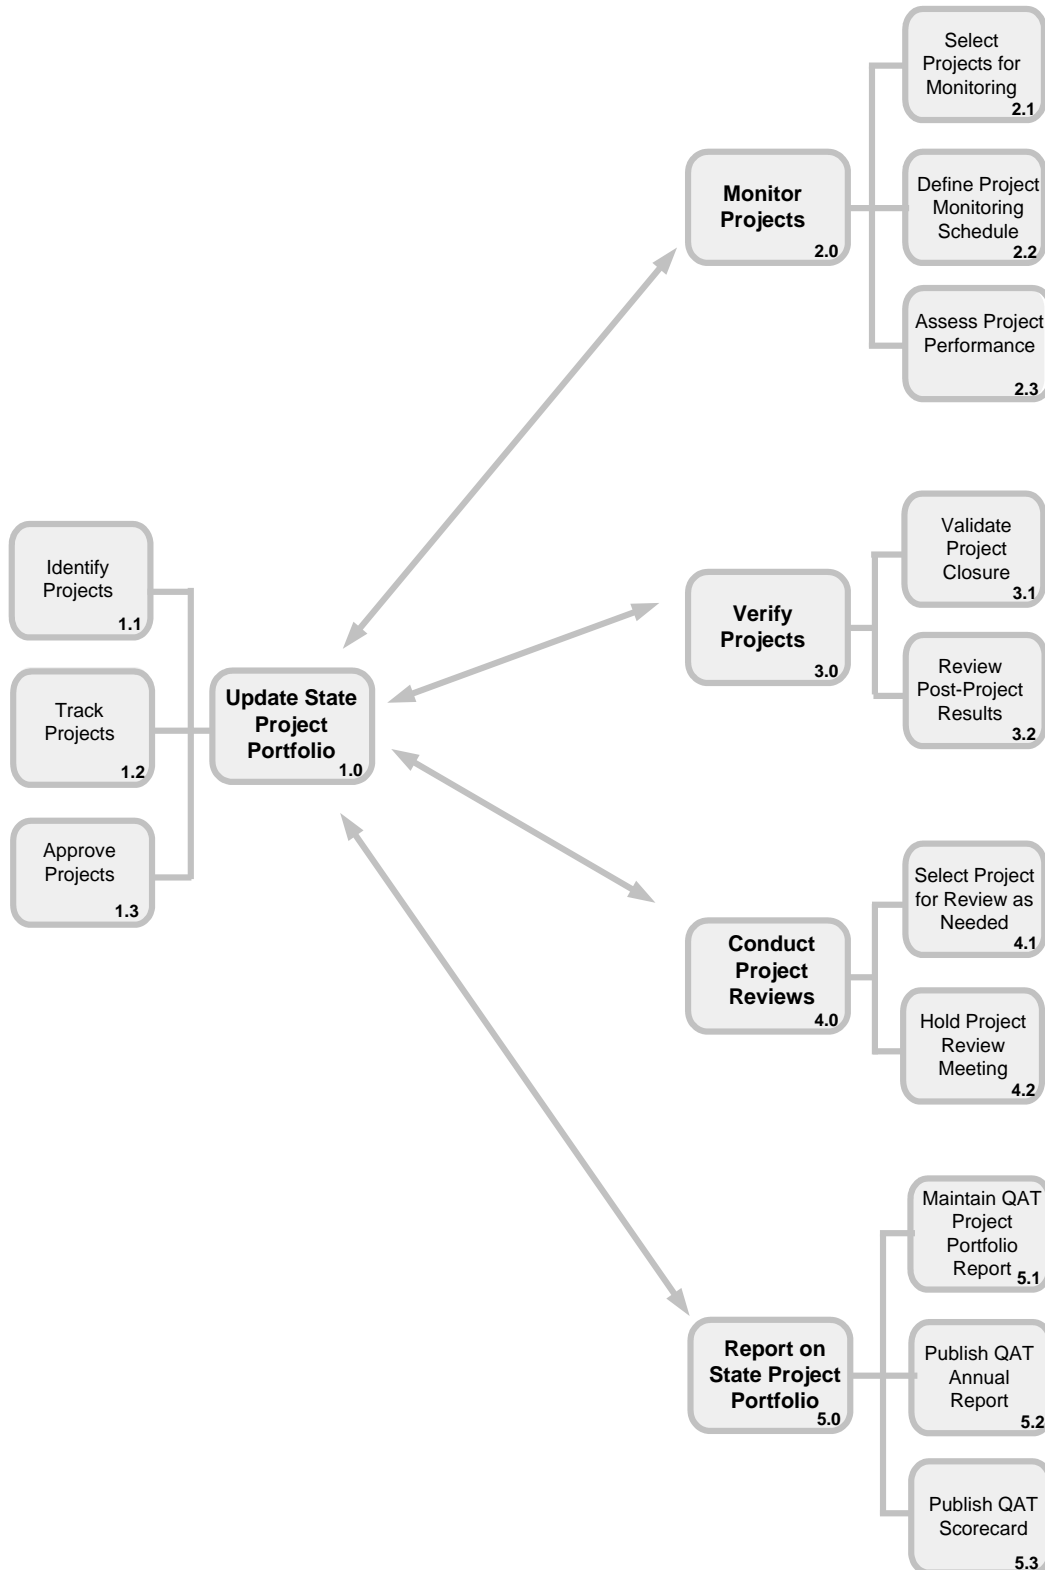 Select
Projects for
Monitoring
2.1
Monitor
Projects
2.0
Define Project
Monitoring
Schedule
2.2
Assess Project
Performance
2.3
Identify
Projects
1.1
Track
Projects
1.2
Approve
Projects
1.3
Update State
Project
Portfolio
1.0
Verify
Projects
3.0
Validate
Project
Closure
3.1
Review
Post-Project
Results
3.2
Conduct
Project
Reviews
4.0
Select Project
for Review as
Needed
4.1
Hold Project
Review
Meeting
4.2
Report on
State Project
Portfolio
5.0
Maintain QAT
Project
Portfolio
Report
5.1
Publish QAT
Annual
Report
5.2
Publish QAT
Scorecard
5.3